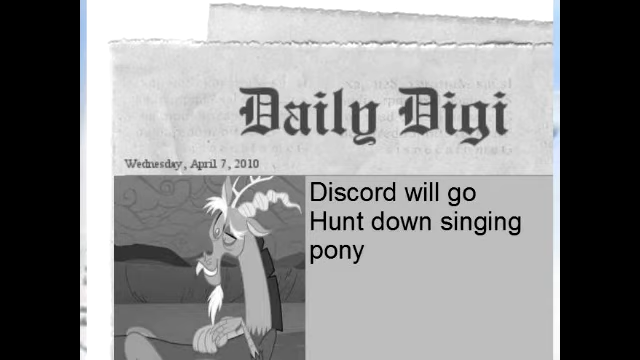 Daily Digi
Wednesday, April 7, 2010
Discord will go
Hunt down singing
pony